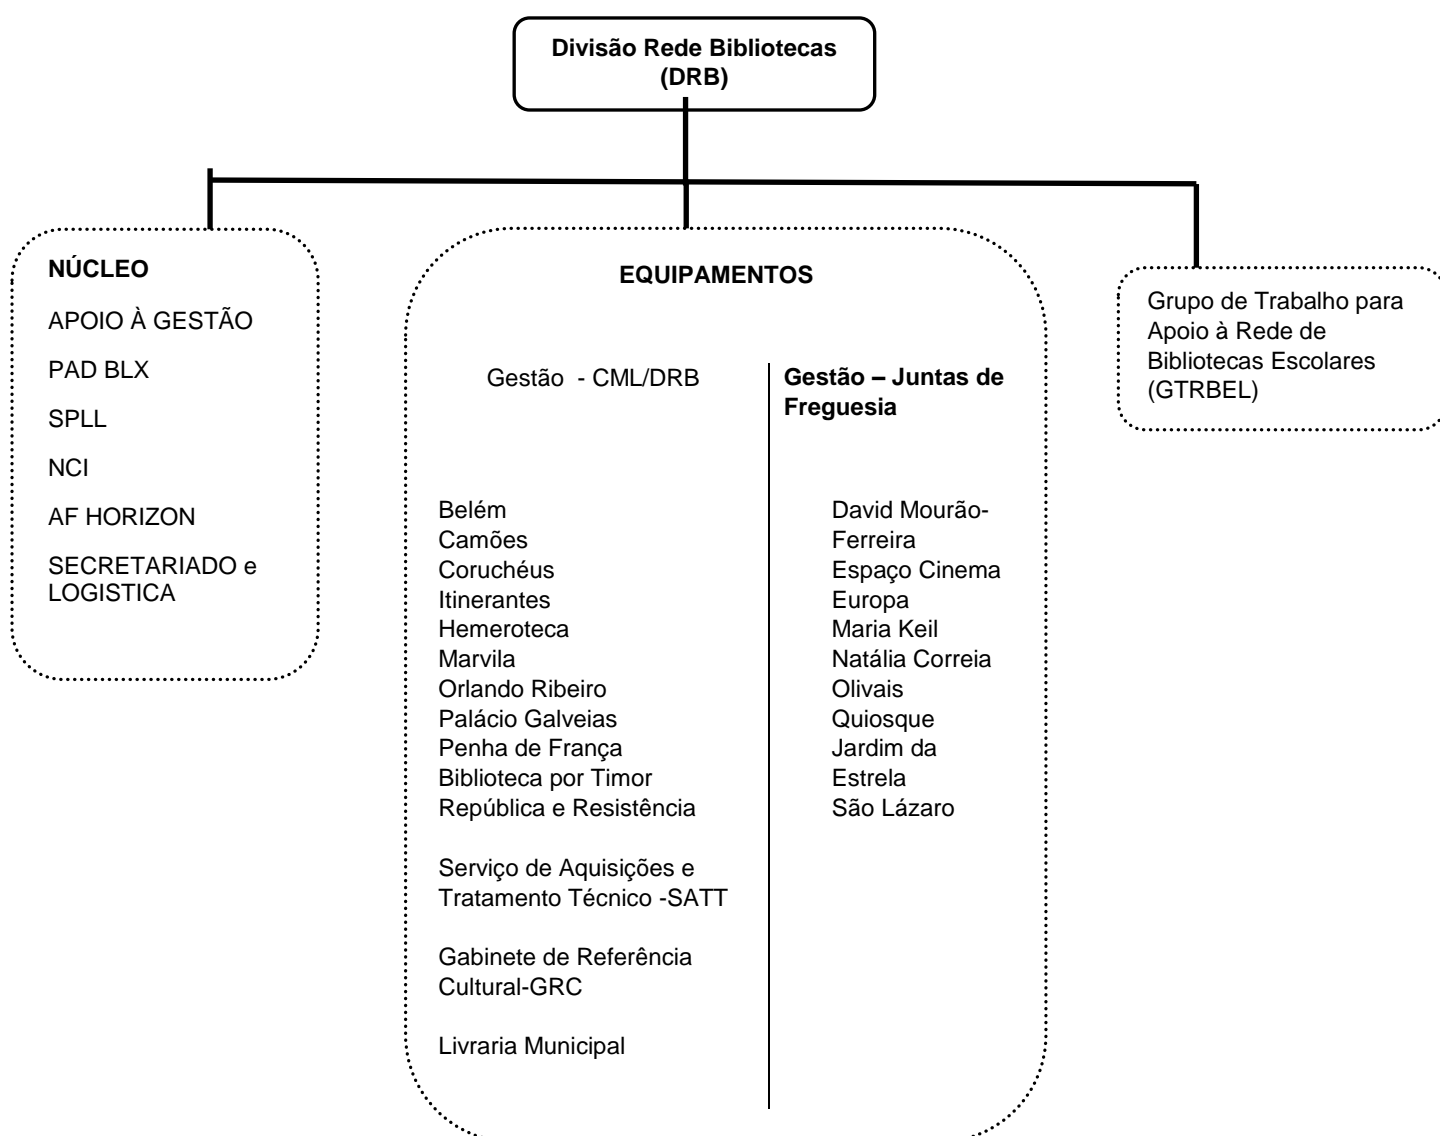 Divisão Rede Bibliotecas
(DRB)
NÚCLEO
APOIO À GESTÃO
PAD BLX
SPLL
NCI
AF HORIZON
SECRETARIADO e
LOGISTICA
EQUIPAMENTOS
Gestão - CML/DRB
Belém
Camões
Coruchéus
Itinerantes
Hemeroteca
Marvila
Orlando Ribeiro
Palácio Galveias
Penha de França
Biblioteca por Timor
República e Resistência
Serviço de Aquisições e
Tratamento Técnico -SATT
Gabinete de Referência
Cultural-GRC
Livraria Municipal
Gestão – Juntas de
Freguesia
David Mourão-
Ferreira
Espaço Cinema
Europa
Maria Keil
Natália Correia
Olivais
Quiosque
Jardim da
Estrela
São Lázaro
Grupo de Trabalho para
Apoio à Rede de
Bibliotecas Escolares
(GTRBEL)